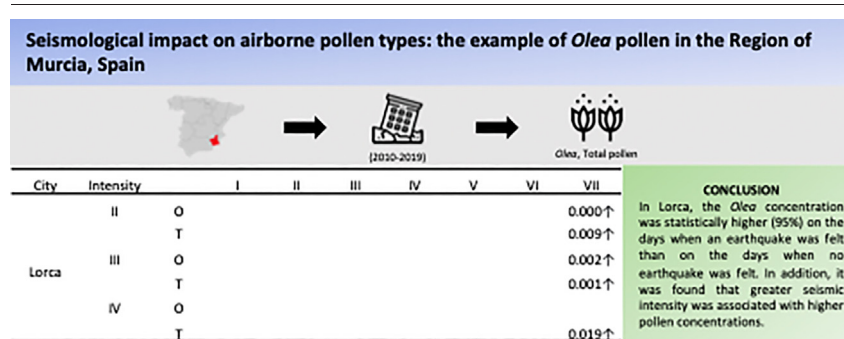 Seismological impact on airborne pollen types: the example of Olea pollen in the Region of
Murcia, Spain
(2010-2019)
Olea, Total pollen
City Intensity I II III IV V VI VII
II O 0.000↑
T 0.009↑
III O 0.002↑
Lorca
T 0.001↑
IV O
T 0.019↑
CONCLUSION
In Lorca, the Olea concentration
was statistically higher (95%) on the
days when an earthquake was felt
than on the days when no
earthquake was felt. In addition, it
was found that greater seismic
intensity was associated with higher
pollen concentrations.